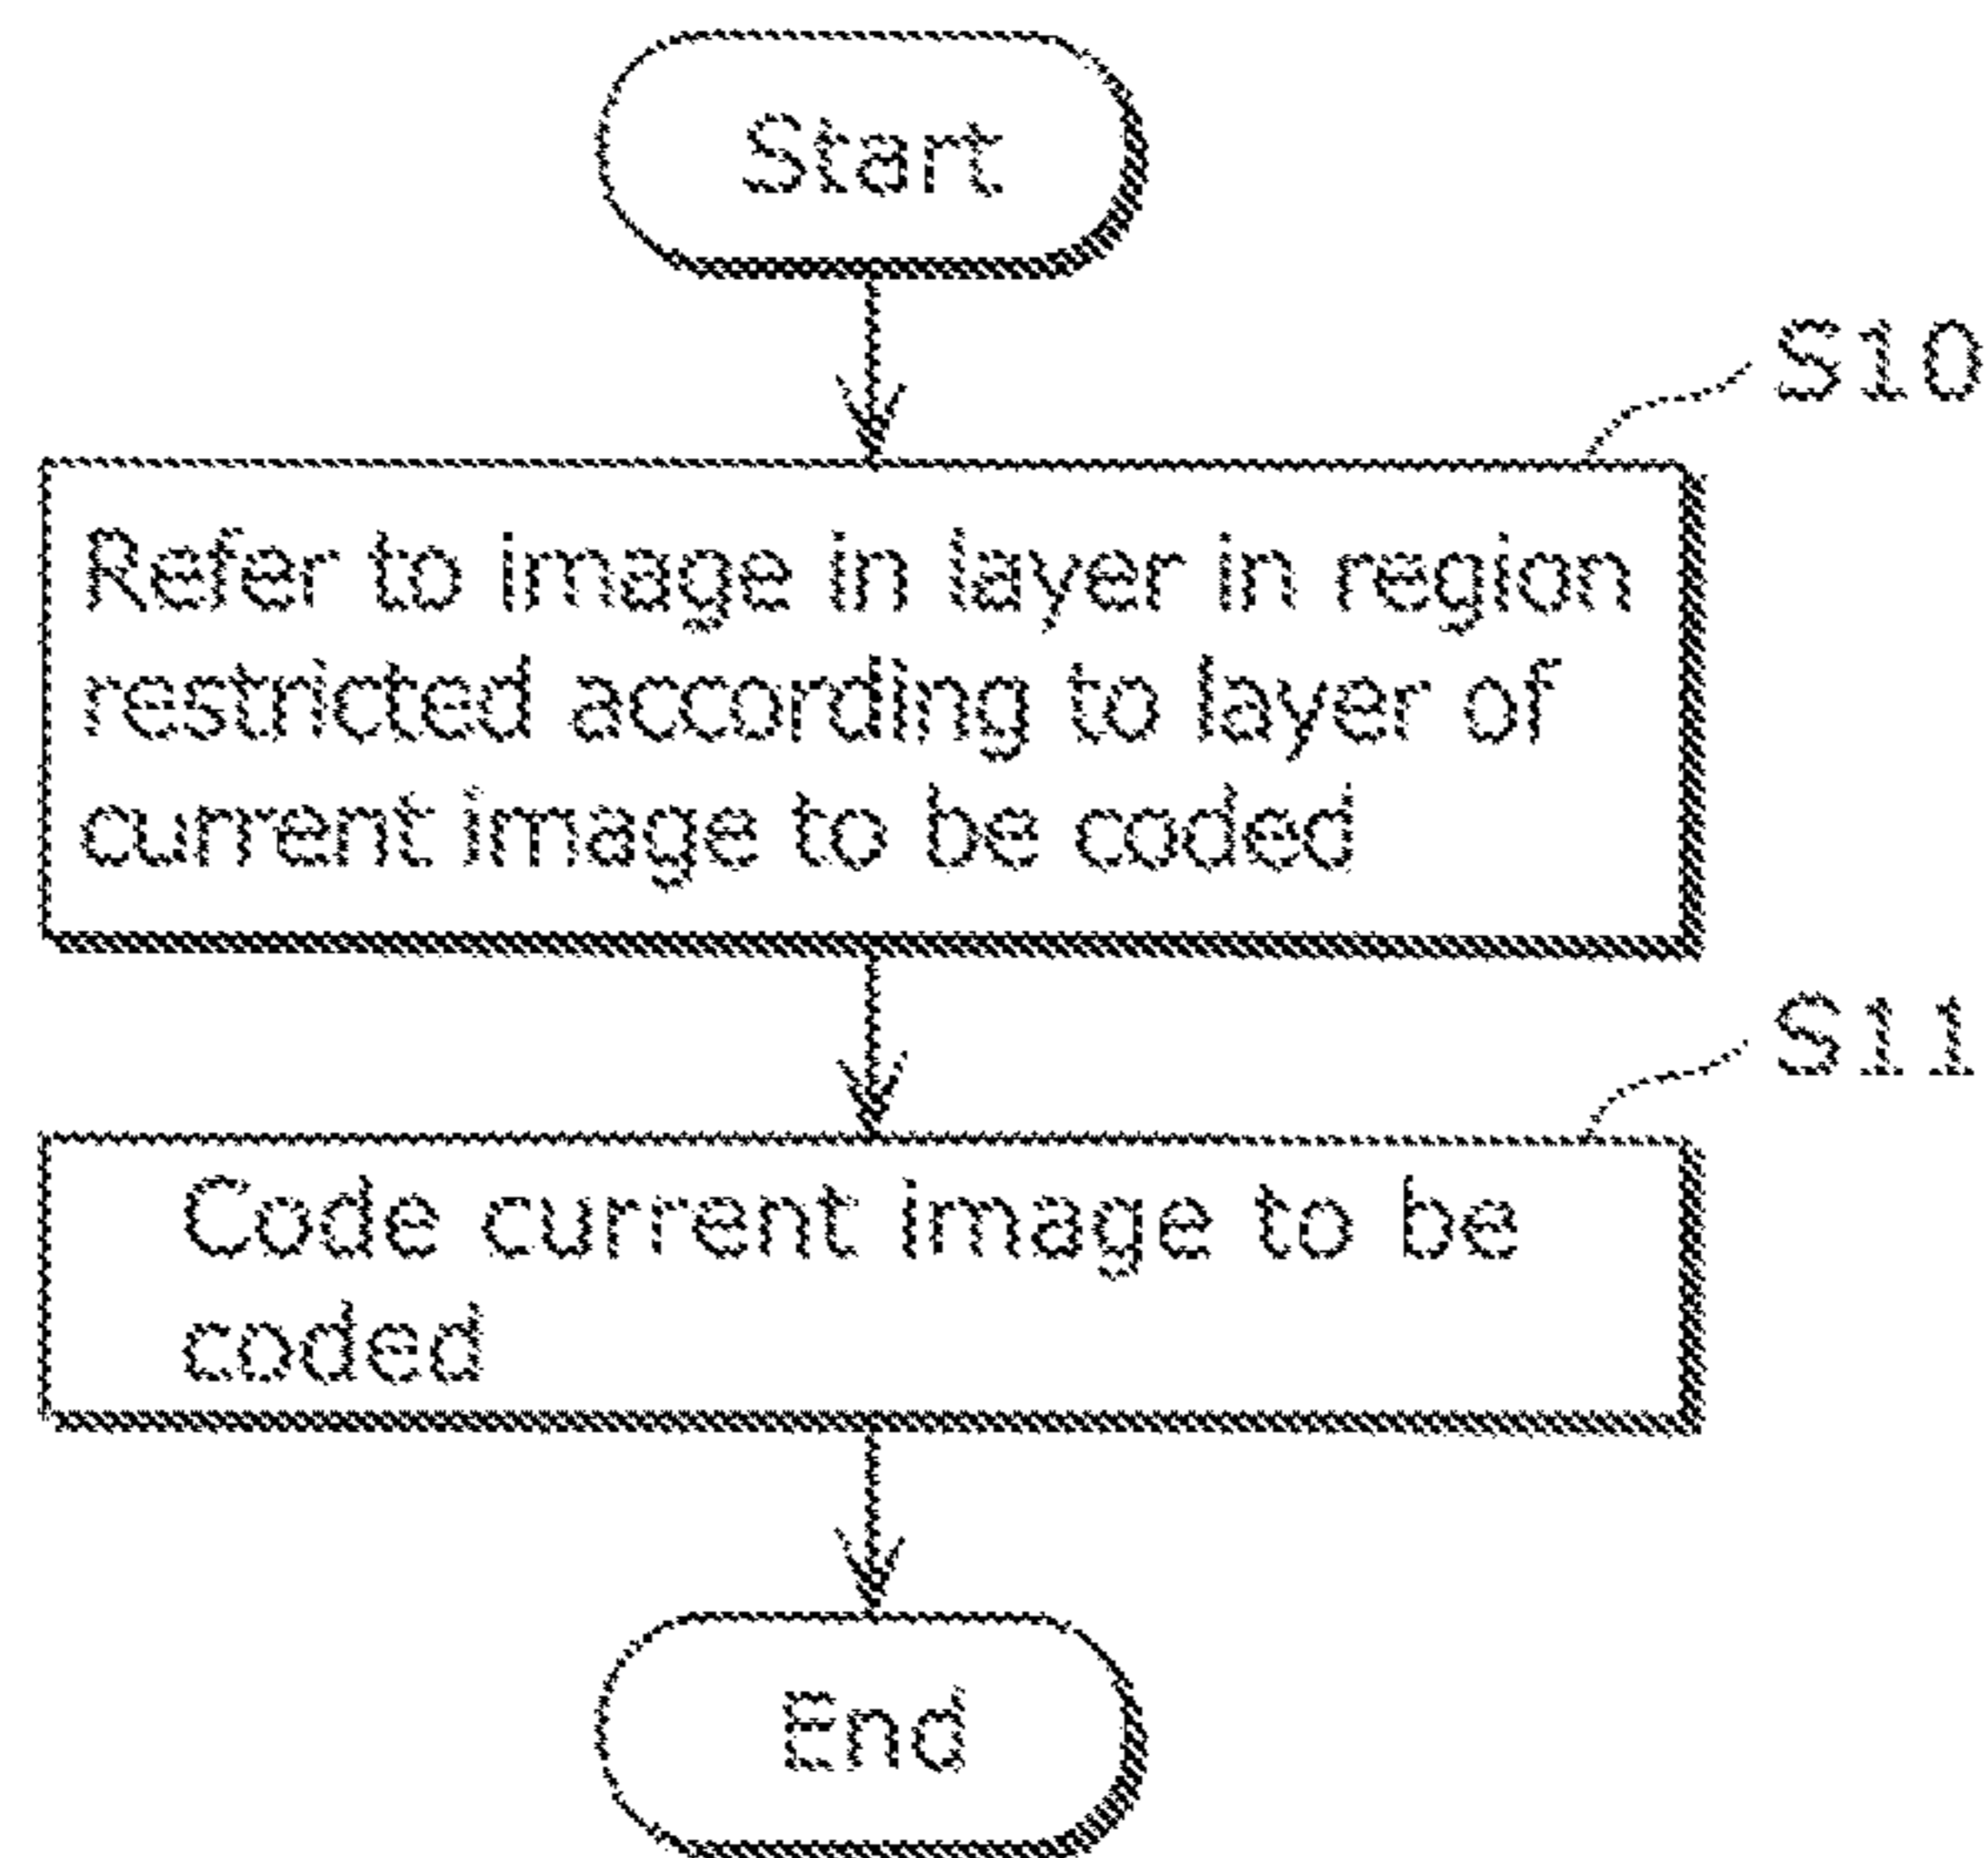 Start
S10
Refer to image in layer in region
restricted according to layer of
current image to be coded
S11
Code current image to be
coded
End